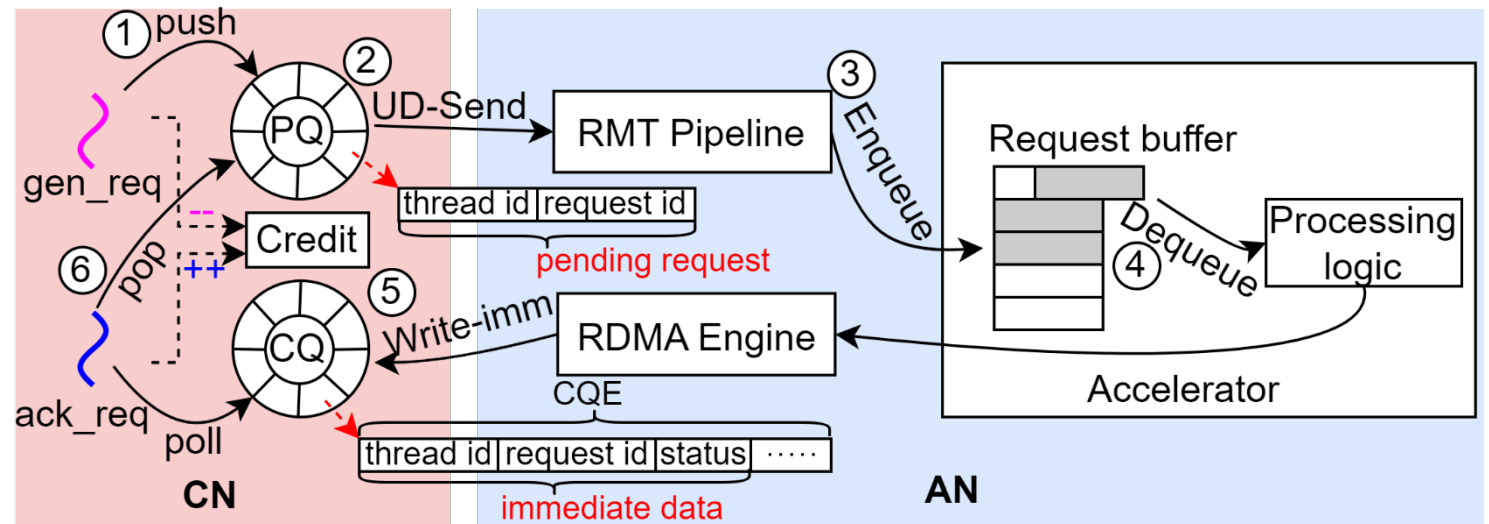 ① push
②
gen_req
PQ
UD-Send
RMT Pipeline
③
Enqueue
Request buffer
Dequeue
④
Processing
logic
thread id request id
pending request
--
Credit
++
⑥
pop
⑤
CQ
Write-imm
RDMA Engine
Accelerator
ack_req
poll
CQE
thread id request id status ·····
immediate data
CN
AN